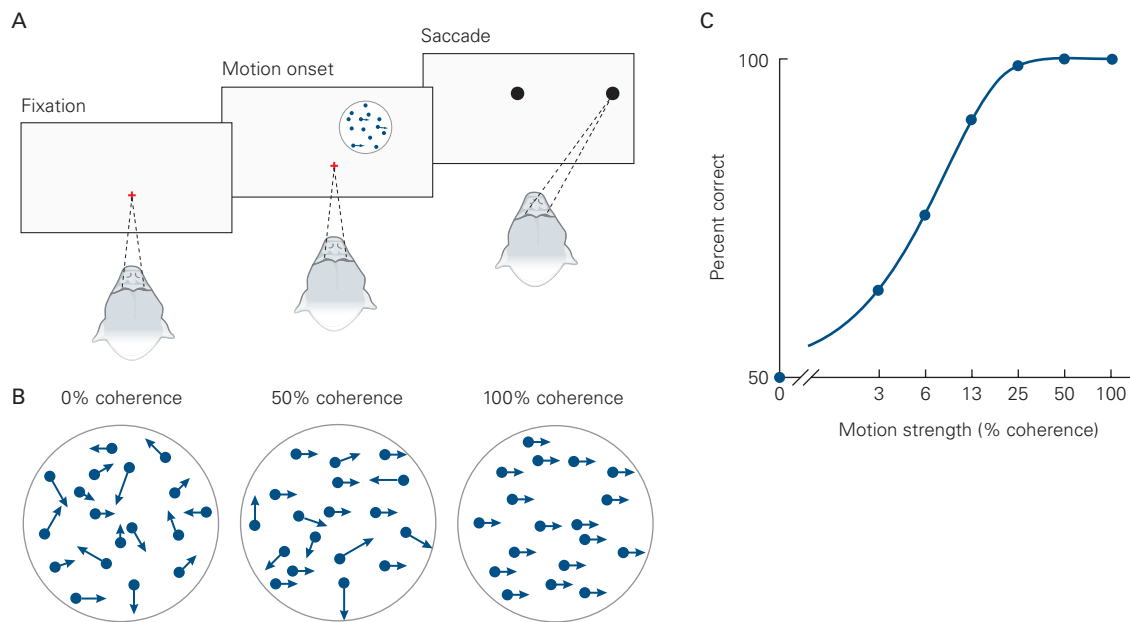 A
Fixation
Motion onset
Saccade
B
0% coherence
50% coherence
100% coherence
C
Percent correct
100
50
0
3
6
13
25
50
100
Motion strength (% coherence)